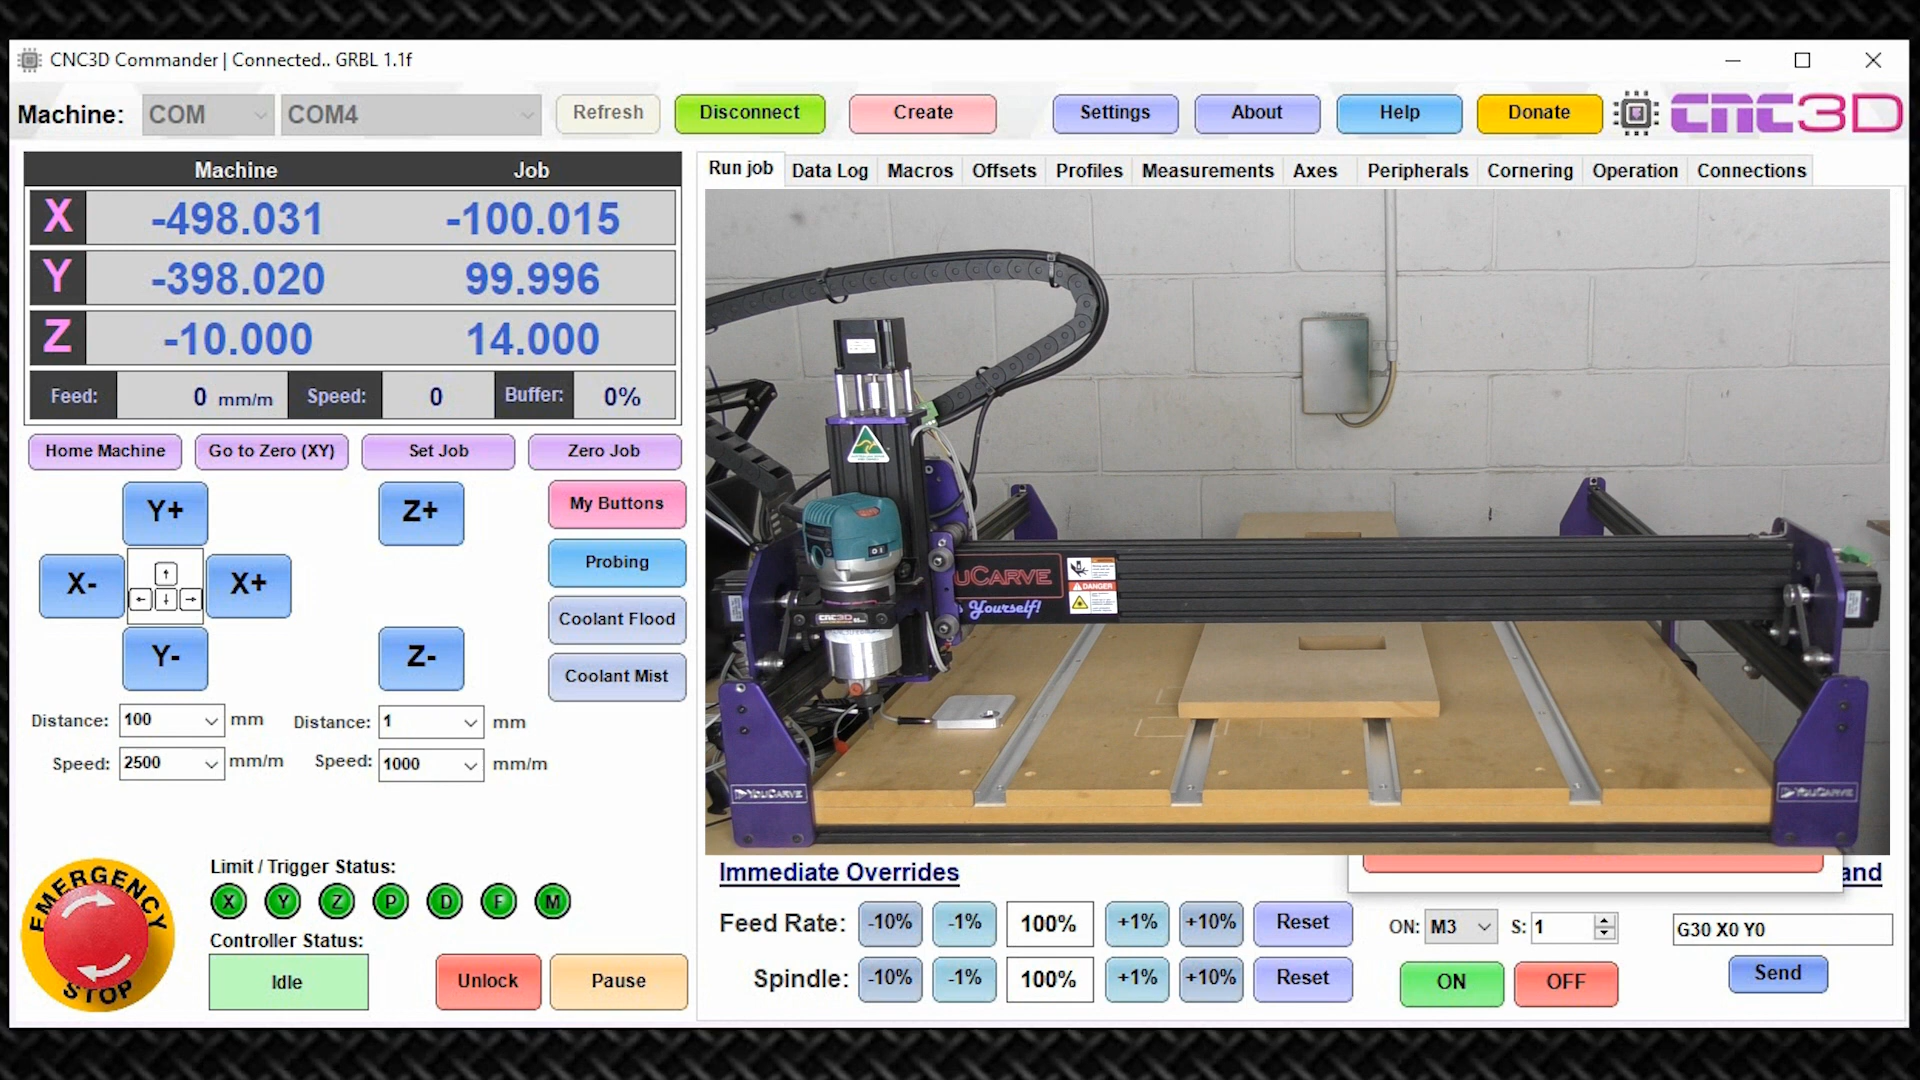 CNC3D Commander | Connected.. GRBL 1.1f
Machine: COM COM4 Refresh Disconnect Create Settings About Help Donate CNC3D
Machine Job
X -498.031 -100.015
Y -398.020 99.996
Z -10.000 14.000
Feed: 0 mm/m Speed: 0 Buffer: 0%
Home Machine Go to Zero (XY) Set Job Zero Job
Y+ Z+ My Buttons
X- X+ Probing
Coolant Flood
Y- Z- Coolant Mist
Distance: 100 mm Distance: 1 mm
Speed: 2500 mm/m Speed: 1000 mm/m
EMERGENCY
STOP
Limit / Trigger Status:
X Y Z P D F M
Controller Status:
Idle Unlock Pause
Run job Data Log Macros Offsets Profiles Measurements Axes Peripherals Cornering Operation Connections
YOUCARVE
Yourself!
DANGER
CNC3D
YOUCARVE
YOUCARVE
Immediate Overrides
and
Feed Rate: -10% -1% 100% +1% +10% Reset ON: M3 S: 1 G30 X0 Y0
Spindle: -10% -1% 100% +1% +10% Reset ON OFF Send